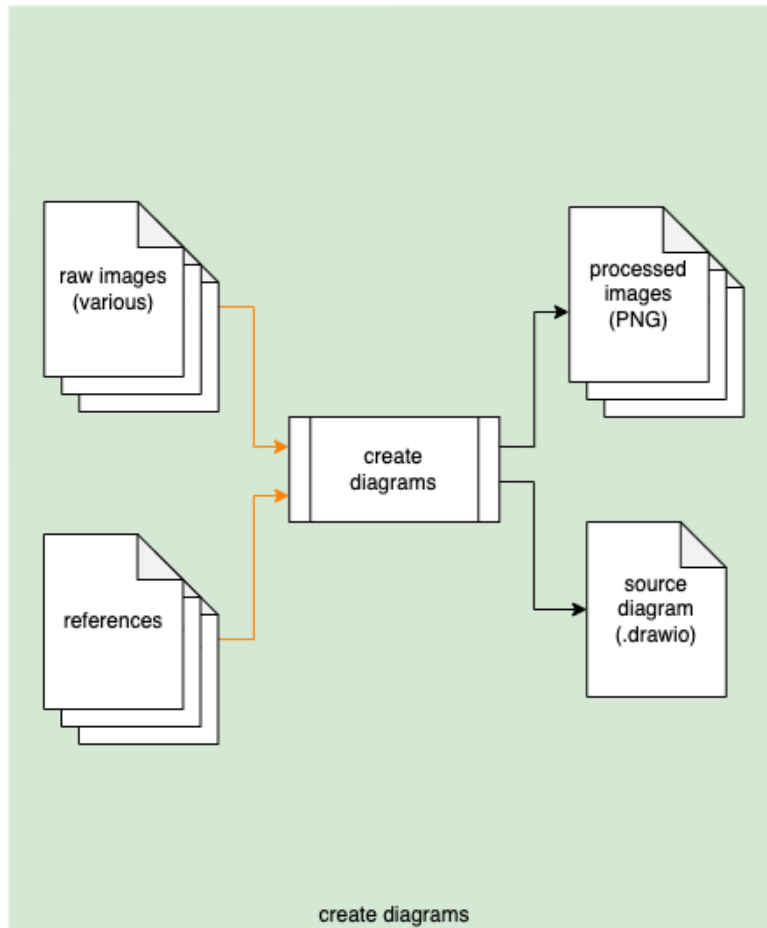 raw images
(various)
processed
images
(PNG)
create
diagrams
references
source
diagram
(.drawio)
create diagrams